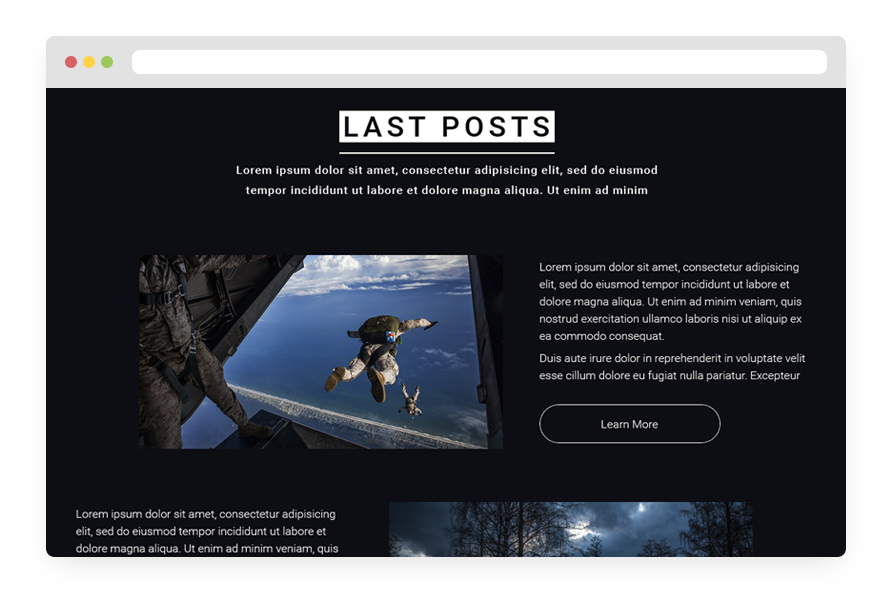 LAST POSTS
Lorem ipsum dolor sit amet, consectetur adipisicing elit, sed do eiusmod
tempor incididunt ut labore et dolore magna aliqua. Ut enim ad minim
Lorem ipsum dolor sit amet, consectetur adipisicing
elit, sed do eiusmod tempor incididunt ut labore et
dolore magna aliqua. Ut enim ad minim veniam, quis
nostrud exercitation ullamco laboris nisi ut aliquip ex
ea commodo consequat.
Duis aute irure dolor in reprehenderit in voluptate velit
esse cillum dolore eu fugiat nulla pariatur. Excepteur
Learn More
Lorem ipsum dolor sit amet, consectetur adipisicing
elit, sed do eiusmod tempor incididunt ut labore et
dolore magna aliqua. Ut enim ad minim veniam, quis